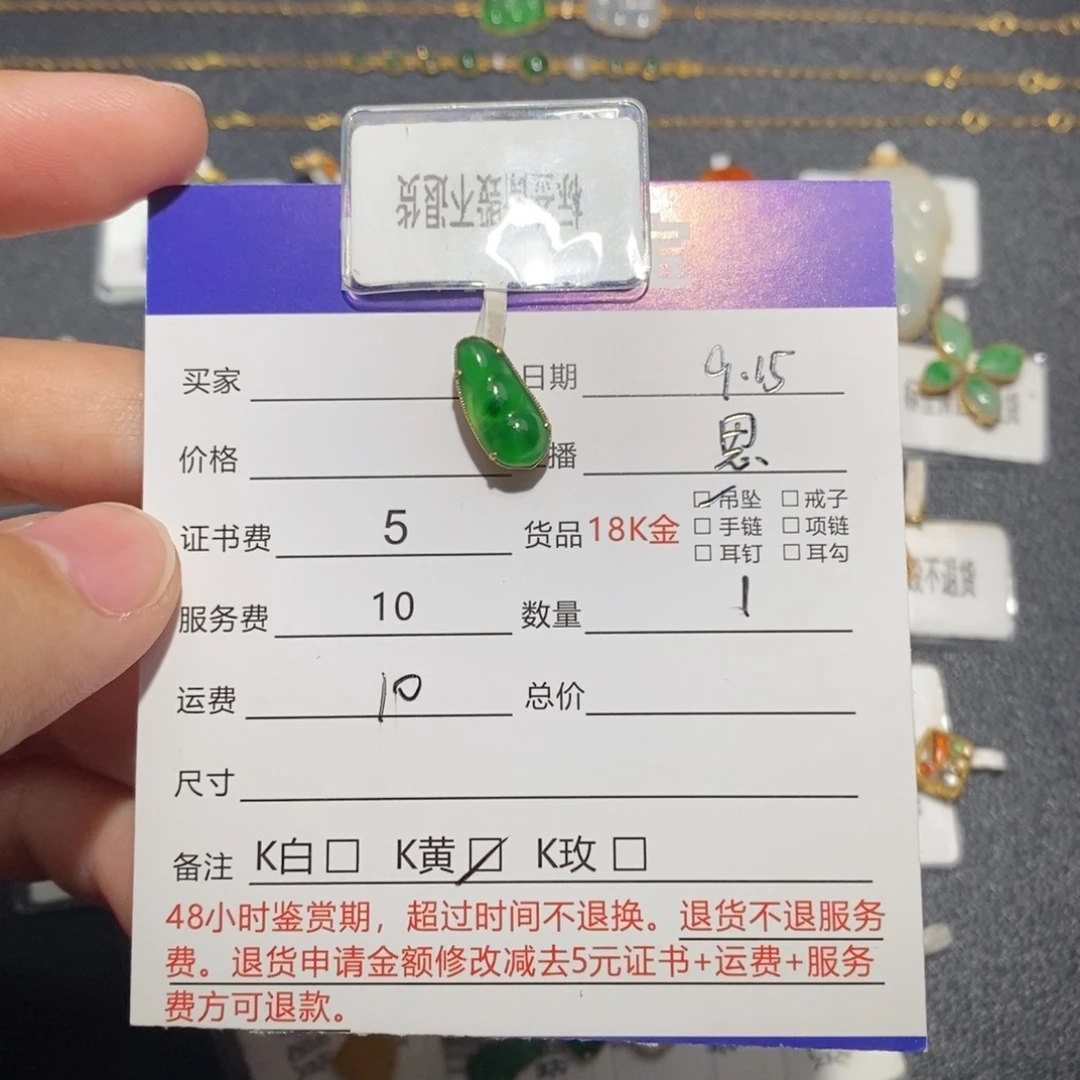 买家 日期 9.15
价格 播 恩
证书费 5 货品 18K金 ☑吊坠 □戒子
□手链 □项链
□耳钉 □耳勾
服务费 10 数量 1
运费 10 总价
尺寸
备注 K白□ K黄☑ K玫□
48小时鉴赏期，超过时间不退换。退货不退服务
费。退货申请金额修改减去5元证书+运费+服务
费方可退款。
毁不退货